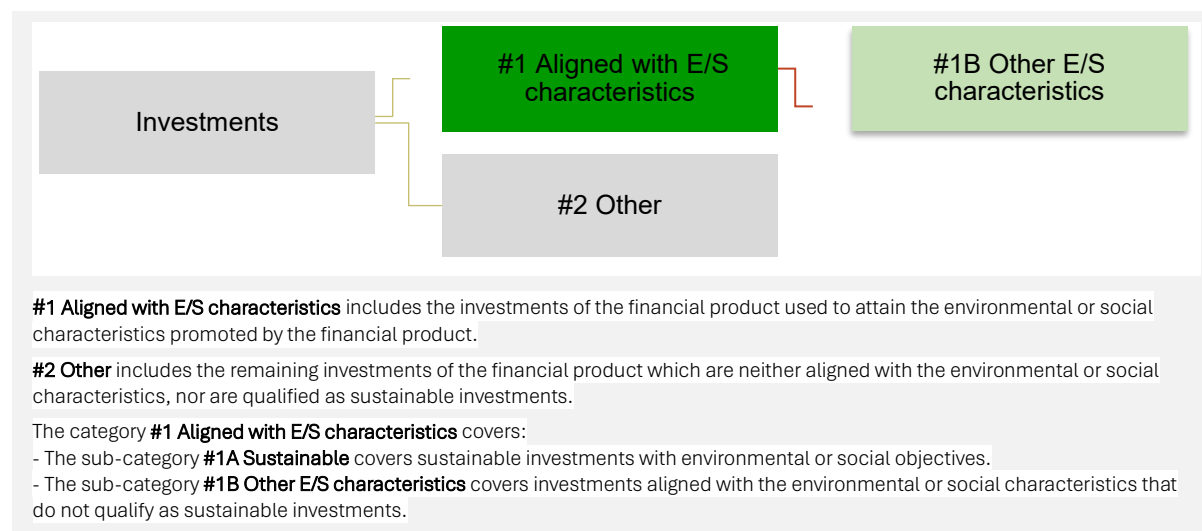 #1 Aligned with E/S
characteristics
#1B Other E/S
characteristics
Investments
#2 Other
#1 Aligned with E/S characteristics includes the investments of the financial product used to attain the environmental or social
characteristics promoted by the financial product.
#2 Other includes the remaining investments of the financial product which are neither aligned with the environmental or social
characteristics, nor are qualified as sustainable investments.
The category #1 Aligned with E/S characteristics covers:
- The sub-category #1A Sustainable covers sustainable investments with environmental or social objectives.
- The sub-category #1B Other E/S characteristics covers investments aligned with the environmental or social characteristics that
do not qualify as sustainable investments.